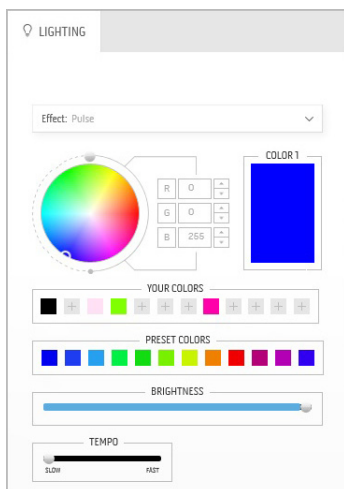 LIGHTING
Effect: Pulse
COLOR 1
R 0
G 0
B 255
YOUR COLORS
PRESET COLORS
BRIGHTNESS
TEMPO
SLOW FAST